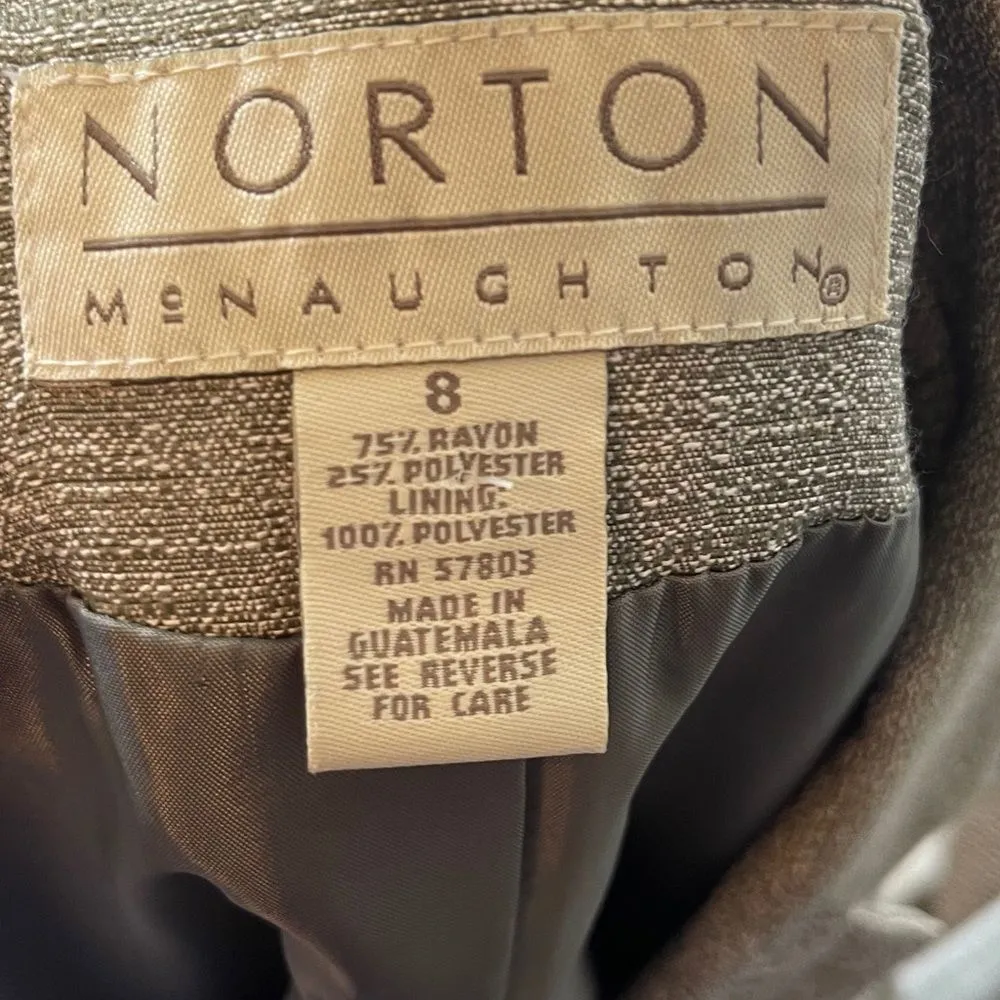 NORTON
McNAUGHTON®
8
75% RAYON
25% POLYESTER
LINING:
100% POLYESTER
RN 57803
MADE IN
GUATEMALA
SEE REVERSE
FOR CARE